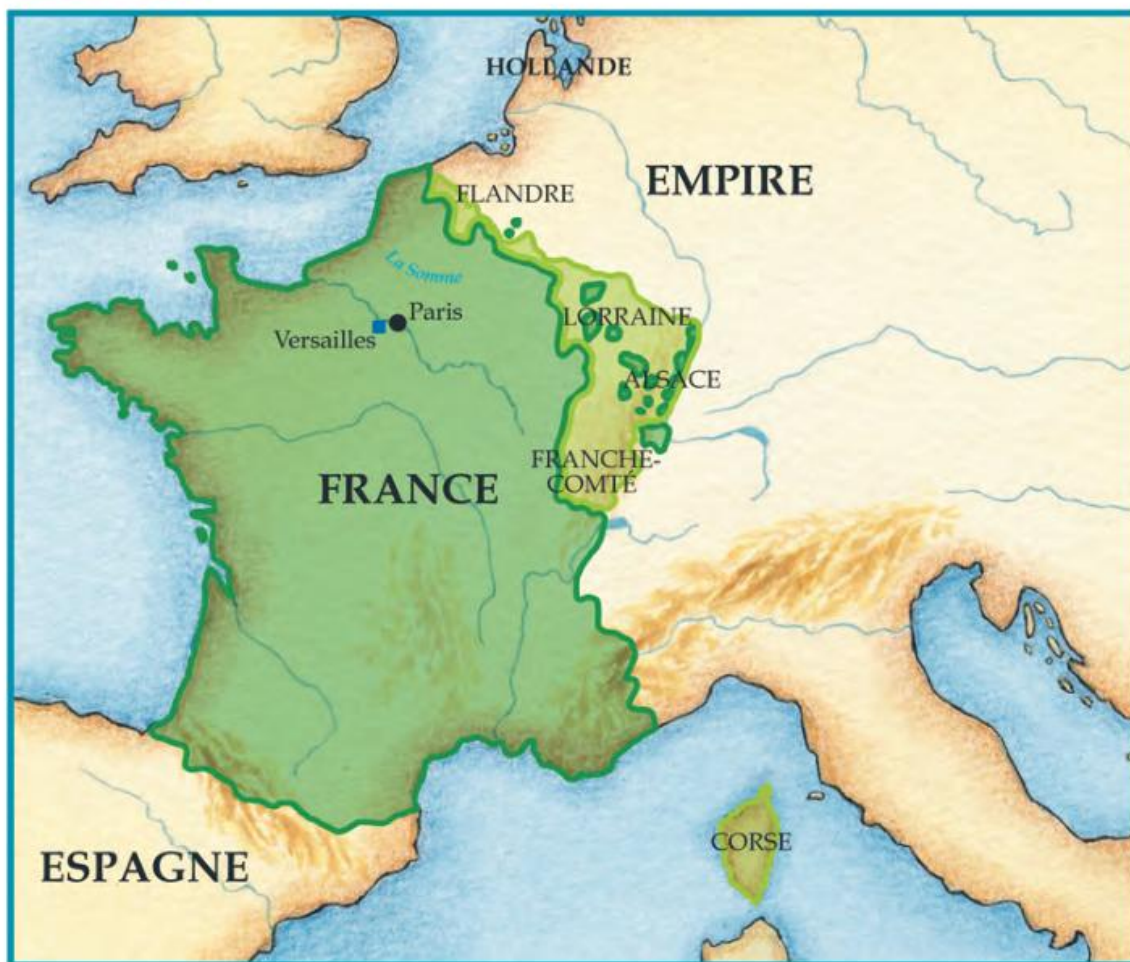 HOLLANDE
EMPIRE
FLANDRE
La Somme
LORRAINE
Paris
Versailles
ALSACE
FRANCHE-
COMTÉ
FRANCE
CORSE
ESPAGNE